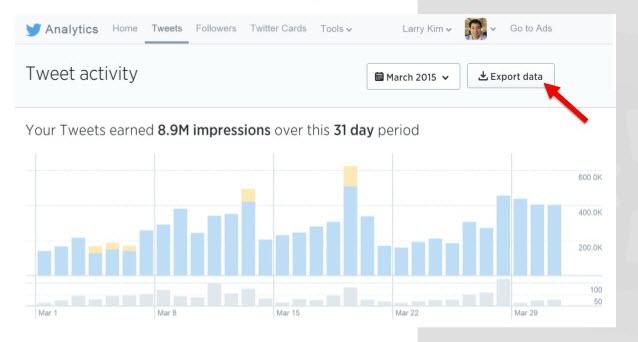 Analytics Home Tweets Followers Twitter Cards Tools Larry Kim Go to Ads
Tweet activity
March 2015 Export data
Your Tweets earned 8.9M impressions over this 31 day period
600.0K
400.0K
200.0K
100
50
Mar 1 Mar 8 Mar 15 Mar 22 Mar 29